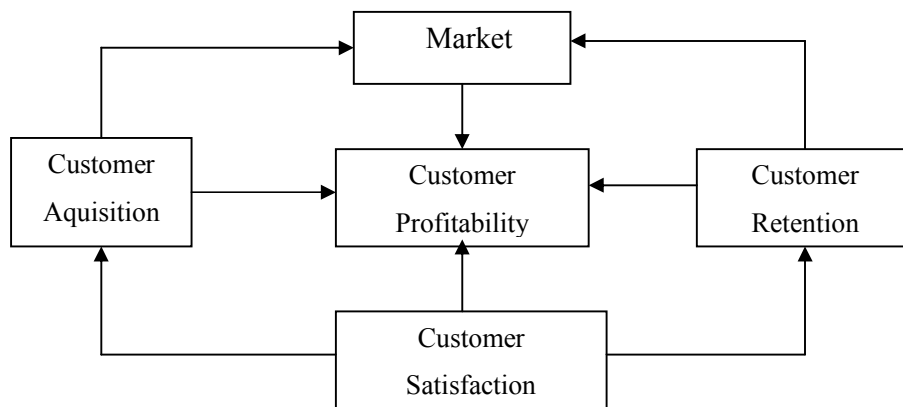 Market
Customer
Aquisition
Customer
Profitability
Customer
Retention
Customer
Satisfaction